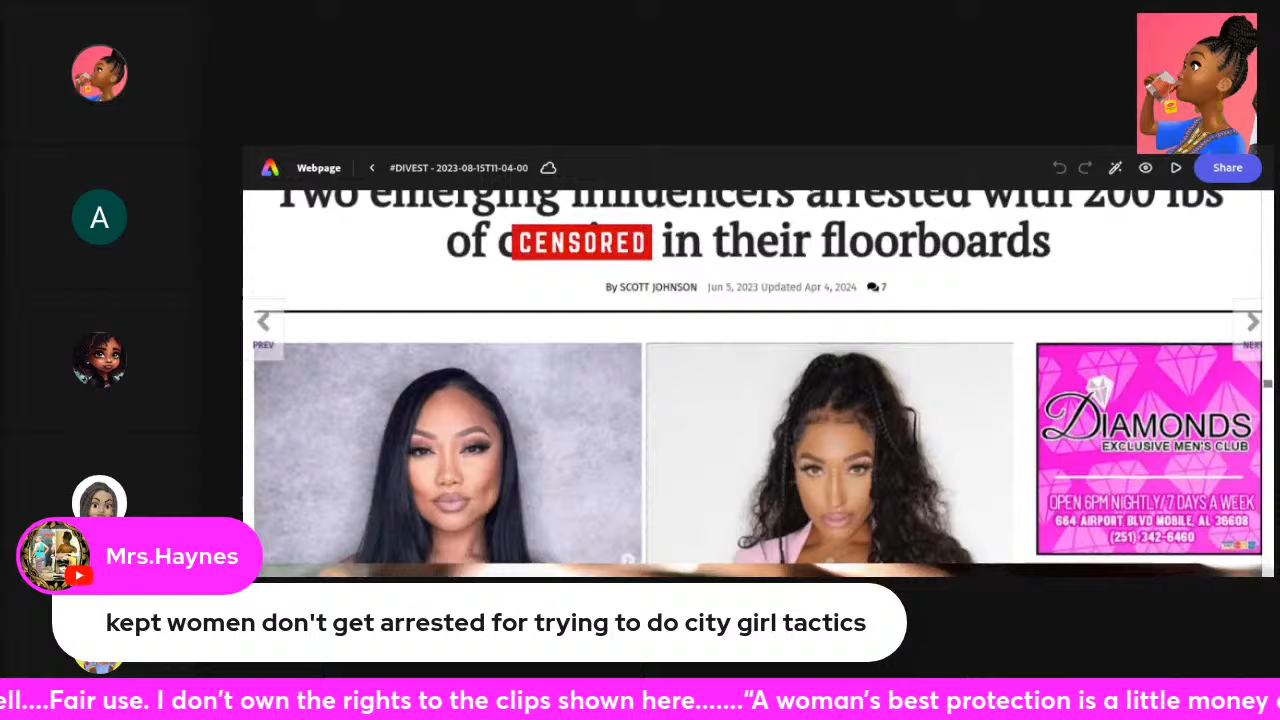 Webpage
#DIVEST - 2023-08-15T11-04-00
Share
Two emerging influencers arrested with 200 lbs
of c CENSORED in their floorboards
By SCOTT JOHNSON Jun 5, 2023 Updated Apr 4, 2024 7
PREV
NEX
DIAMONDS
EXCLUSIVE MEN'S CLUB
OPEN 6PM NIGHTLY/7 DAYS A WEEK
664 AIRPORT BLVD MOBILE, AL 36608
(251) 342-6460
A
Mrs.Haynes
kept women don't get arrested for trying to do city girl tactics
ell....Fair use. I don't own the rights to the clips shown here.......“A woman's best protection is a little money